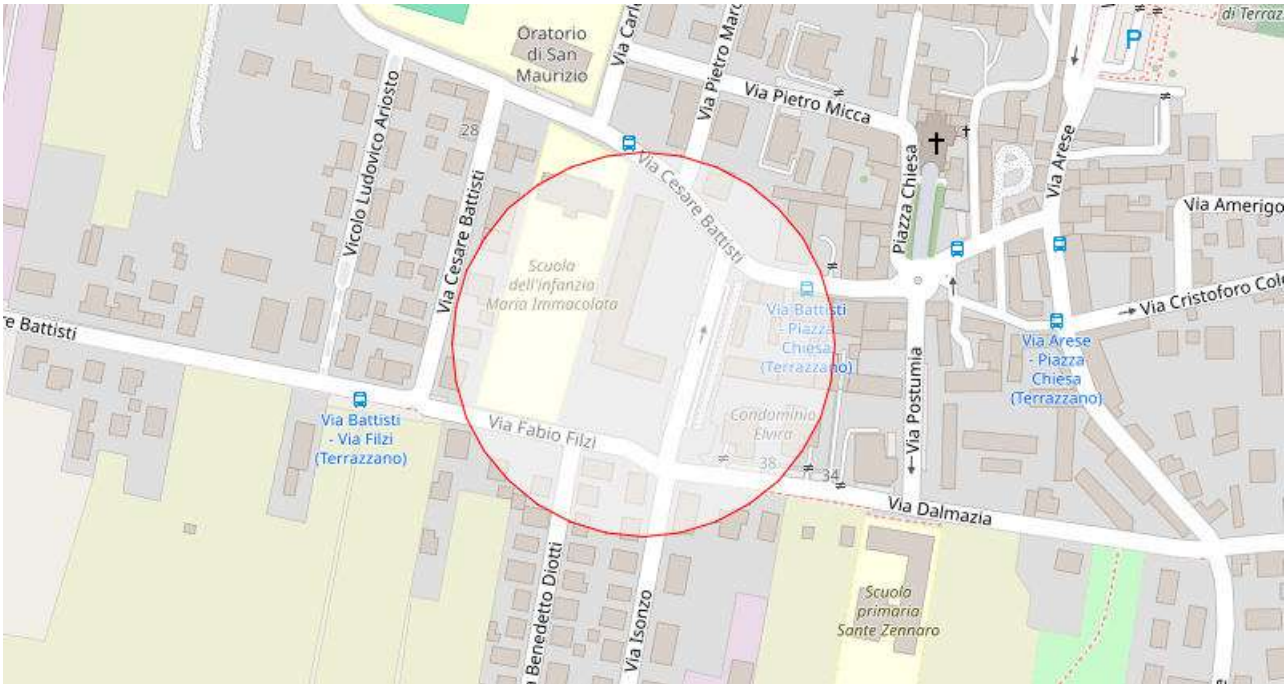 di Terraz
Oratorio
di San
Maurizio
Via Carl
Via Pietro Marc
P
Via Pietro Micca
Vicolo Ludovico Ariosto
28
Via Cesare Battisti
Via Cesare Battisti
Piazza Chiesa
Via Arese
Via Amerigo
Scuola
dell'infanzia
Maria Immacolata
Via Battisti
- Piazza
Chiesa
(Terrazzano)
Via Cristoforo Colo
re Battisti
Via Arese
- Piazza
Chiesa
(Terrazzano)
Via Battisti
- Via Filzi
(Terrazzano)
Via Fabio Filzi
Condominio
Elvira
Via Postumia
38
34
Via Dalmazia
a Benedetto Diotti
Via Isonzo
Scuola
primaria
Sante Zennaro